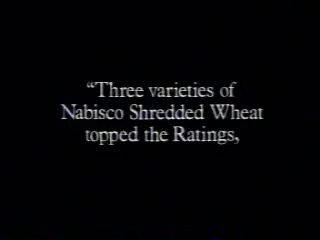 “Three varieties of
Nabisco Shredded Wheat
topped the Ratings,